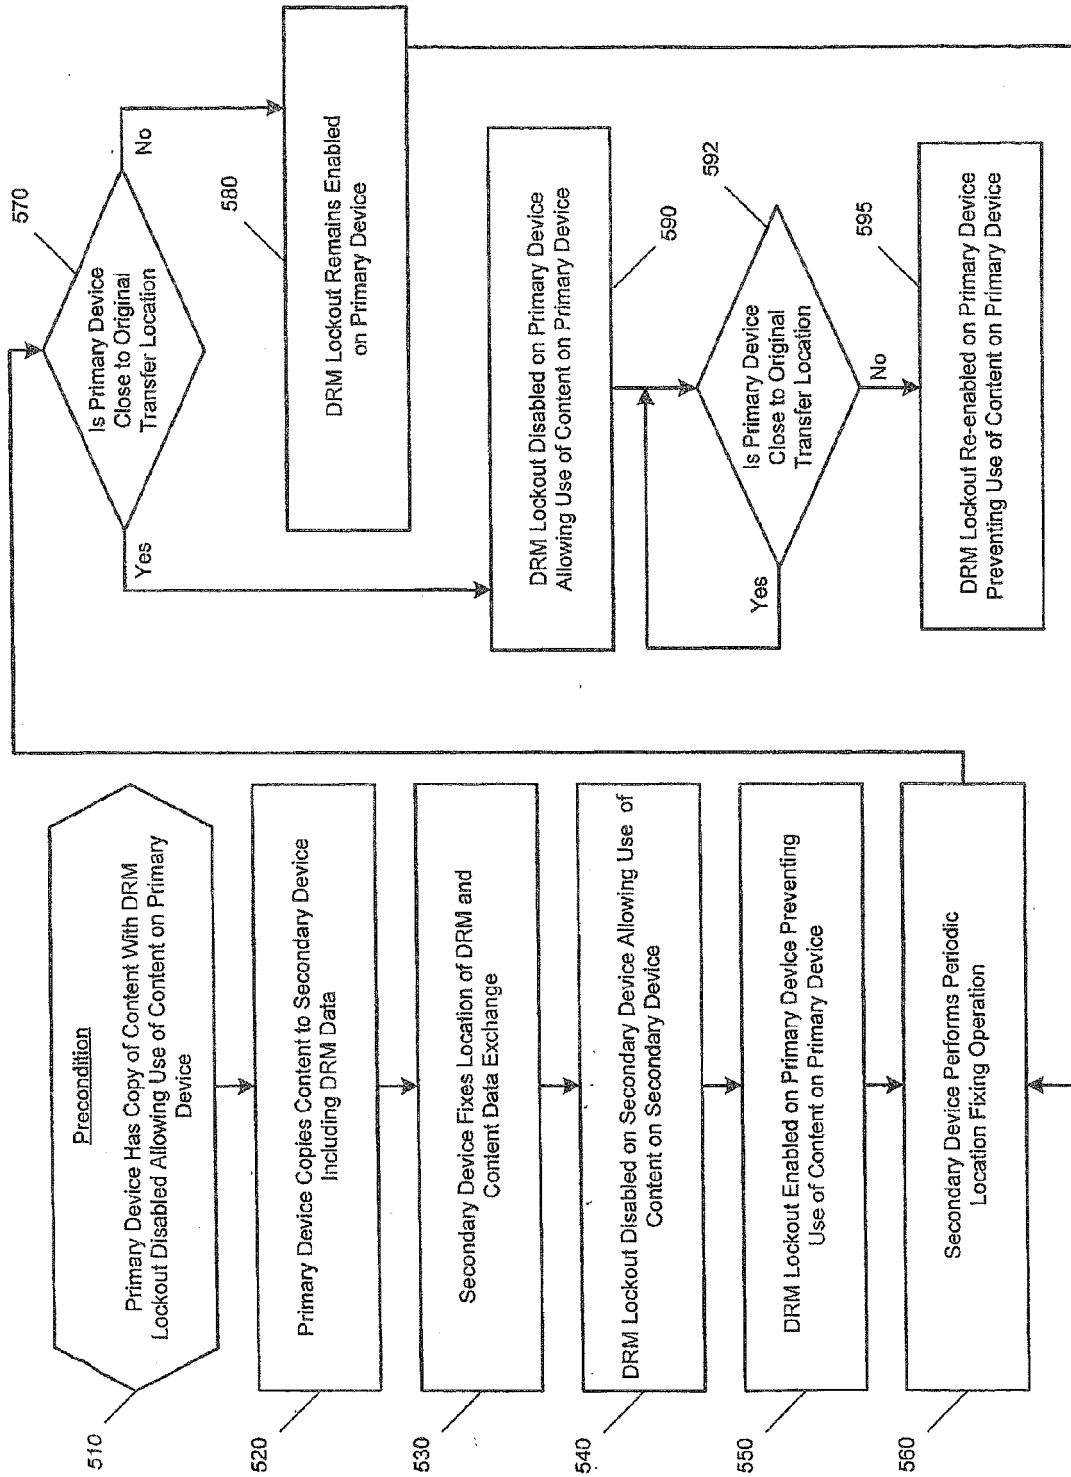 510
Precondition
Primary Device Has Copy of Content With DRM
Lockout Disabled Allowing Use of Content on Primary
Device
520
Primary Device Copies Content to Secondary Device
Including DRM Data
530
Secondary Device Fixes Location of DRM and
Content Data Exchange
540
DRM Lockout Disabled on Secondary Device Allowing Use of
Content on Secondary Device
550
DRM Lockout Enabled on Primary Device Preventing
Use of Content on Primary Device
560
Secondary Device Performs Periodic
Location Fixing Operation
570
Is Primary Device
Close to Original
Transfer Location
Yes
No
580
DRM Lockout Remains Enabled
on Primary Device
DRM Lockout Disabled on Primary Device
Allowing Use of Content on Primary Device
590
592
Is Primary Device
Close to Original
Transfer Location
Yes
No
595
DRM Lockout Re-enabled on Primary Device
Preventing Use of Content on Primary Device